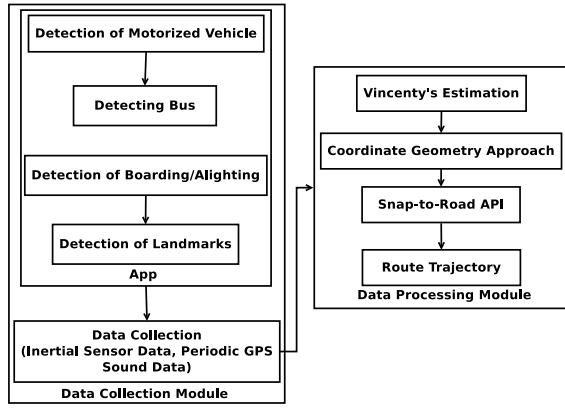 Detection of Motorized Vehicle
Detecting Bus
Detection of Boarding/Alighting
Detection of Landmarks
App
Data Collection
(Inertial Sensor Data, Periodic GPS
Sound Data)
Data Collection Module
Vincenty's Estimation
Coordinate Geometry Approach
Snap-to-Road API
Route Trajectory
Data Processing Module